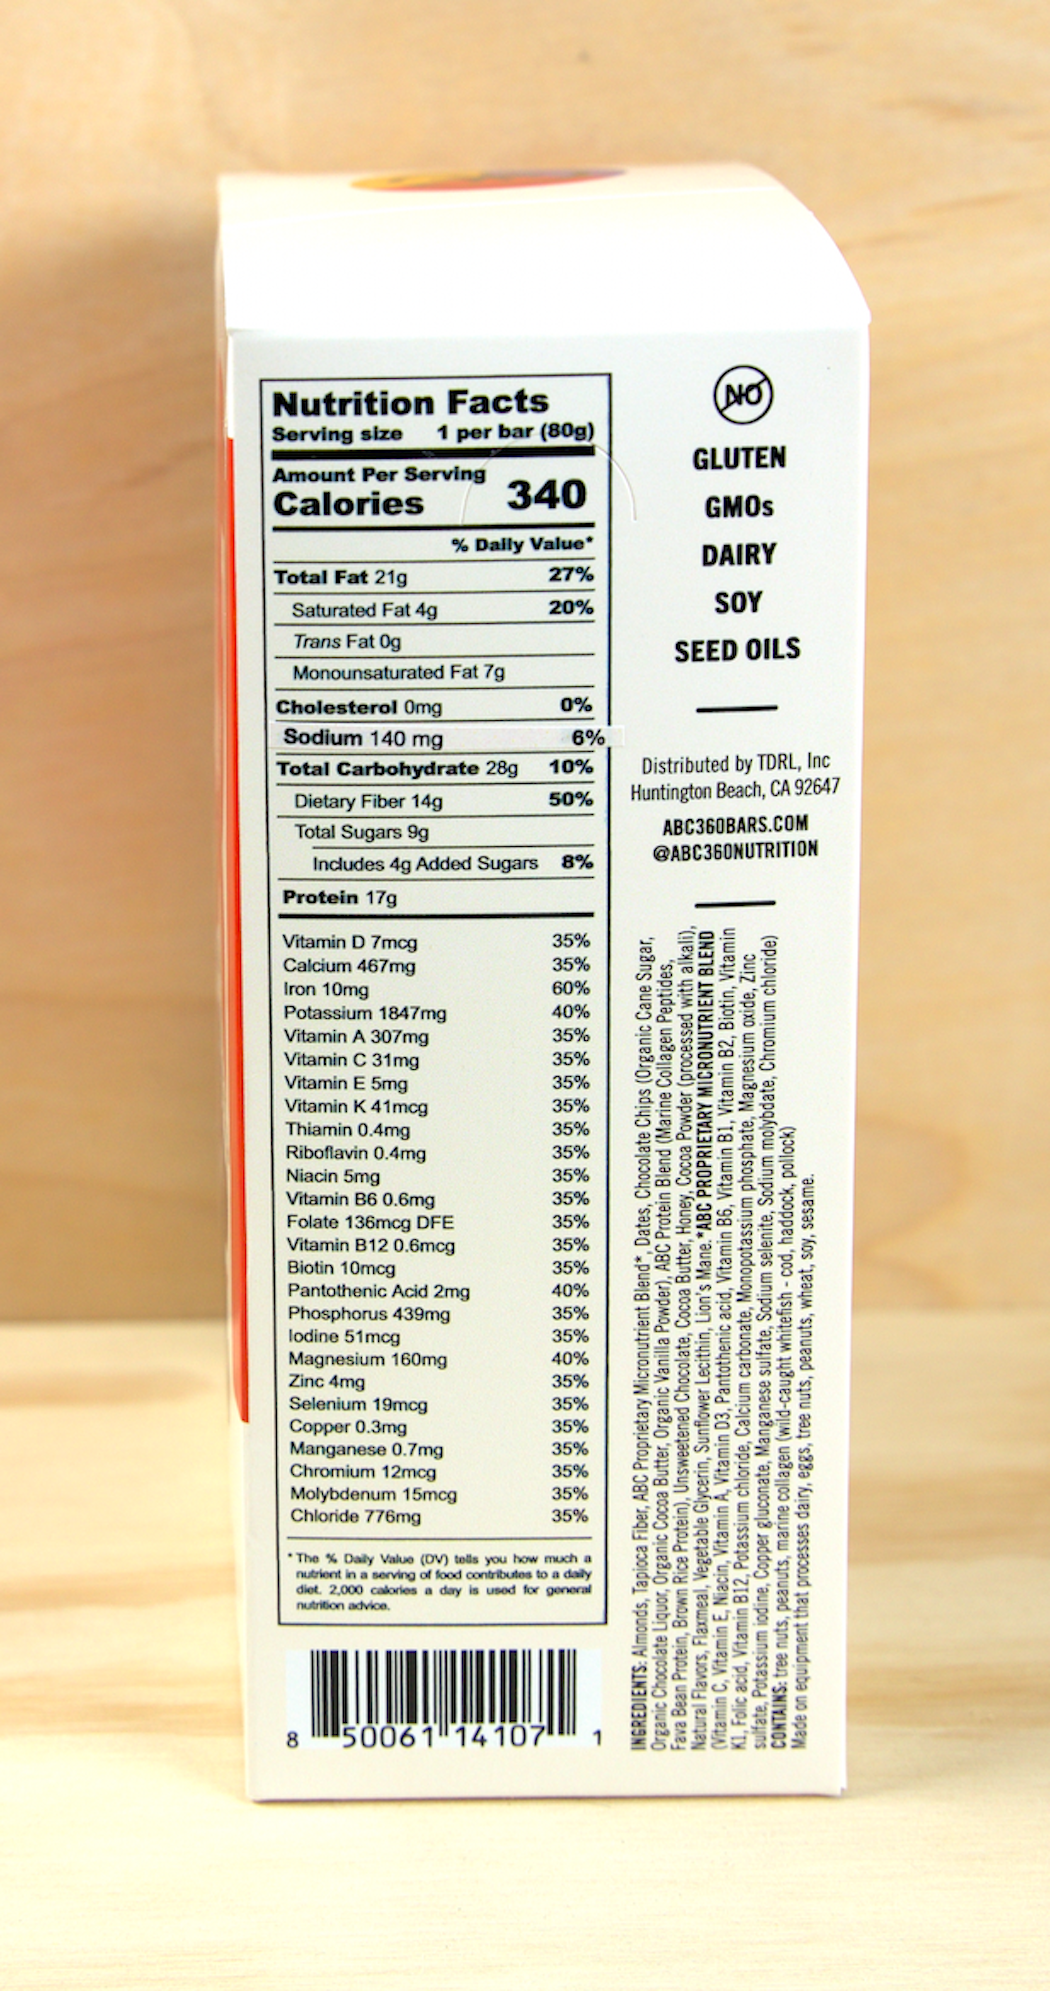 Nutrition Facts
Serving size 1 per bar (80g)
Amount Per Serving
Calories 340
% Daily Value*
Total Fat 21g 27%
Saturated Fat 4g 20%
Trans Fat 0g
Monounsaturated Fat 7g
Cholesterol 0mg 0%
Sodium 140 mg 6%
Total Carbohydrate 28g 10%
Dietary Fiber 14g 50%
Total Sugars 9g
Includes 4g Added Sugars 8%
Protein 17g
Vitamin D 7mcg 35%
Calcium 467mg 35%
Iron 10mg 60%
Potassium 1847mg 40%
Vitamin A 307mg 35%
Vitamin C 31mg 35%
Vitamin E 5mg 35%
Vitamin K 41mcg 35%
Thiamin 0.4mg 35%
Riboflavin 0.4mg 35%
Niacin 5mg 35%
Vitamin B6 0.6mg 35%
Folate 136mcg DFE 35%
Vitamin B12 0.6mcg 35%
Biotin 10mcg 35%
Pantothenic Acid 2mg 40%
Phosphorus 439mg 35%
Iodine 51mcg 35%
Magnesium 160mg 40%
Zinc 4mg 35%
Selenium 19mcg 35%
Copper 0.3mg 35%
Manganese 0.7mg 35%
Chromium 12mcg 35%
Molybdenum 15mcg 35%
Chloride 776mg 35%
*The % Daily Value (DV) tells you how much a
nutrient in a serving of food contributes to a daily
diet. 2,000 calories a day is used for general
nutrition advice.
8 50061 14107 1
NO
GLUTEN
GMOs
DAIRY
SOY
SEED OILS
Distributed by TDRL, Inc
Huntington Beach, CA 92647
ABC360BARS.COM
@ABC360NUTRITION
INGREDIENTS: Almonds, Tapioca Fiber, ABC Proprietary Micronutrient Blend*, Dates, Chocolate Chips (Organic Cane Sugar,
Organic Chocolate Liquor, Organic Cocoa Butter, Organic Vanilla Powder), ABC Protein Blend (Marine Collagen Peptides,
Fava Bean Protein, Brown Rice Protein), Unsweetened Chocolate, Cocoa Butter, Honey, Cocoa Powder (processed with alkali),
Natural Flavors, Flaxmeal, Vegetable Glycerin, Sunflower Lecithin, Lion's Mane. *ABC PROPRIETARY MICRONUTRIENT BLEND
(Vitamin C, Vitamin E, Niacin, Vitamin A, Vitamin D3, Pantothenic acid, Vitamin B6, Vitamin B1, Vitamin B2, Biotin, Vitamin
K1, Folic acid, Vitamin B12, Potassium chloride, Calcium carbonate, Monopotassium phosphate, Magnesium oxide, Zinc
sulfate, Potassium iodine, Copper gluconate, Manganese sulfate, Sodium selenite, Sodium molybdate, Chromium chloride)
CONTAINS: tree nuts, peanuts, marine collagen (wild-caught whitefish - cod, haddock, pollock)
Made on equipment that processes dairy, eggs, tree nuts, peanuts, wheat, soy, sesame.